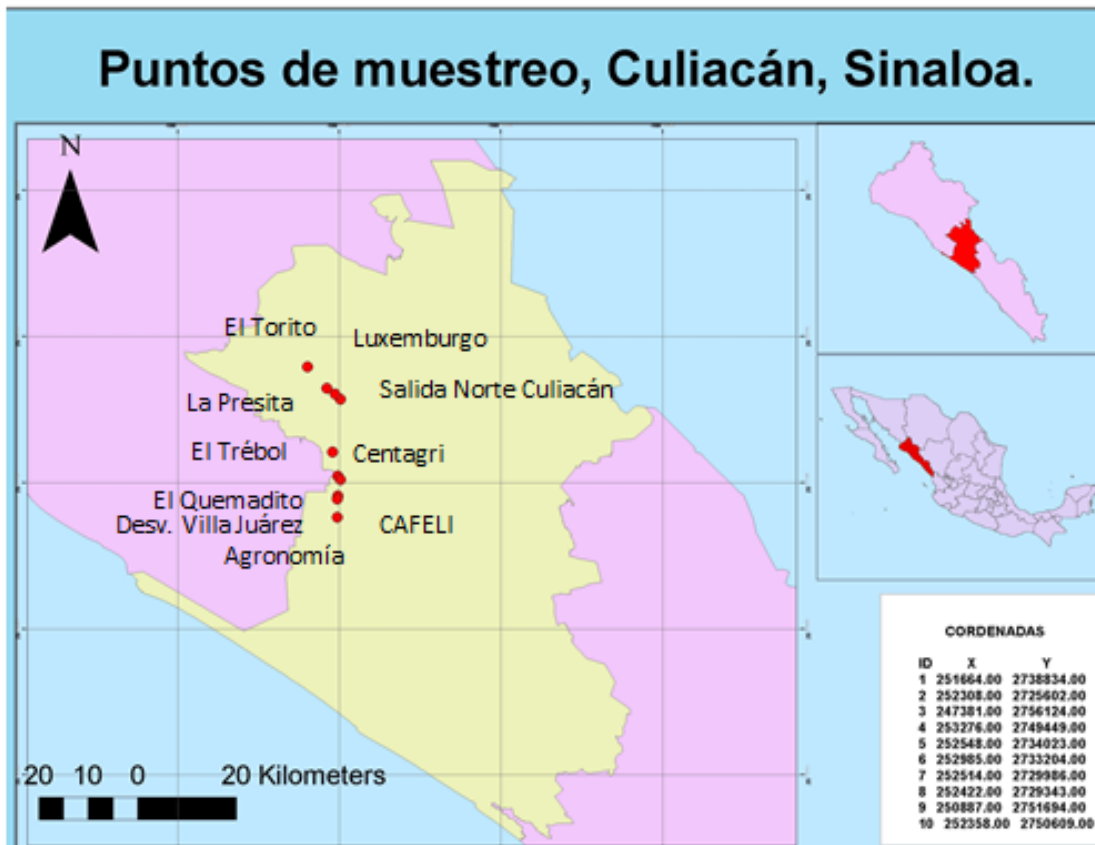 Puntos de muestreo, Culiacán, Sinaloa.
N
El Torito
Luxemburgo
Salida Norte Culiacán
La Presita
El Trébol
Centagri
El Quemadito
Desv. Villa Juárez
CAFELI
Agronomía
20 10 0 20 Kilometers
CORDENADAS
ID X Y
1 251664.00 2738834.00
2 252308.00 2725602.00
3 247381.00 2756124.00
4 253276.00 2749449.00
5 252548.00 2734023.00
6 252985.00 2733204.00
7 252514.00 2729986.00
8 252422.00 2729343.00
9 250887.00 2751694.00
10 252358.00 2750609.00